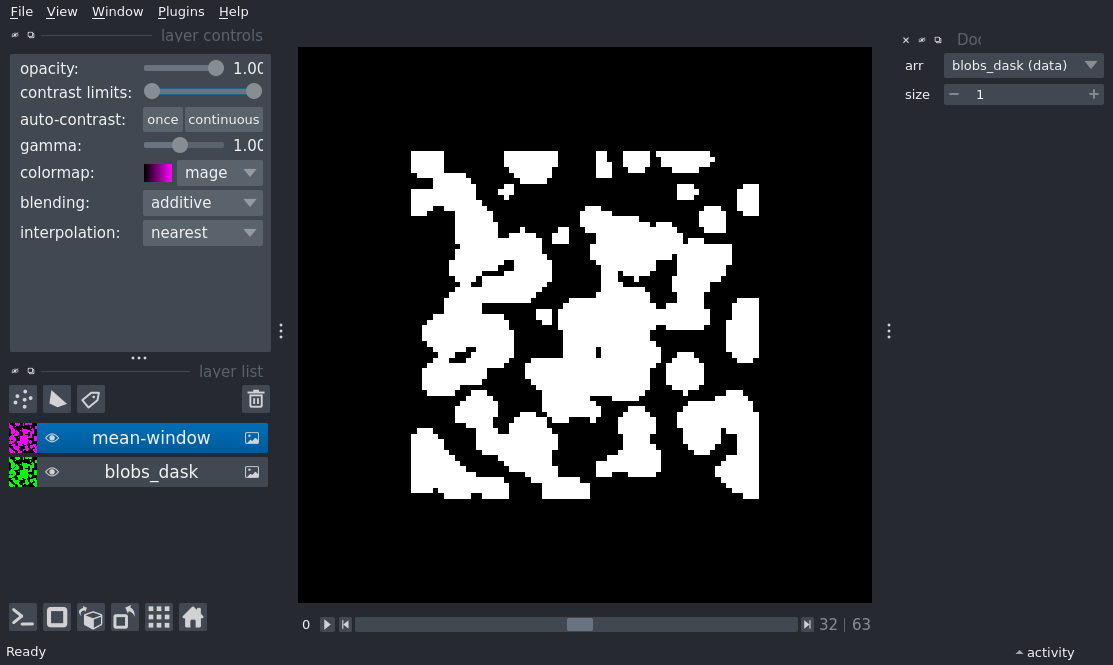 File View Window Plugins Help
layer controls
opacity: 1.00
contrast limits:
auto-contrast: once continuous
gamma: 1.00
colormap: mage
blending: additive
interpolation: nearest
layer list
mean-window
blobs_dask
0 32 | 63
Ready
Doc
arr blobs_dask (data)
size 1
activity